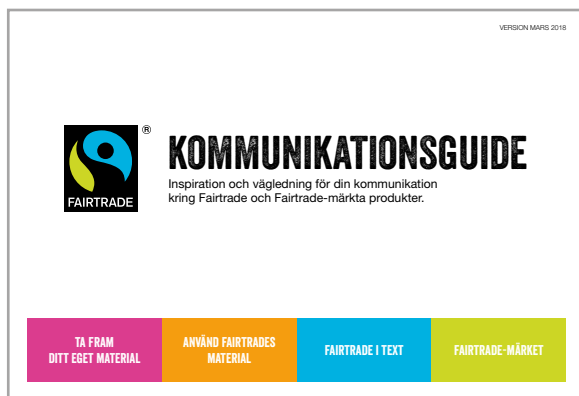 VERSION MARS 2018
®
KOMMUNIKATIONSGUIDE
FAIRTRADE
Inspiration och vägledning för din kommunikation
kring Fairtrade och Fairtrade-märkta produkter.
TA FRAM
DITT EGET MATERIAL
ANVÄND FAIRTRADES
MATERIAL
FAIRTRADE I TEXT
FAIRTRADE-MÄRKET